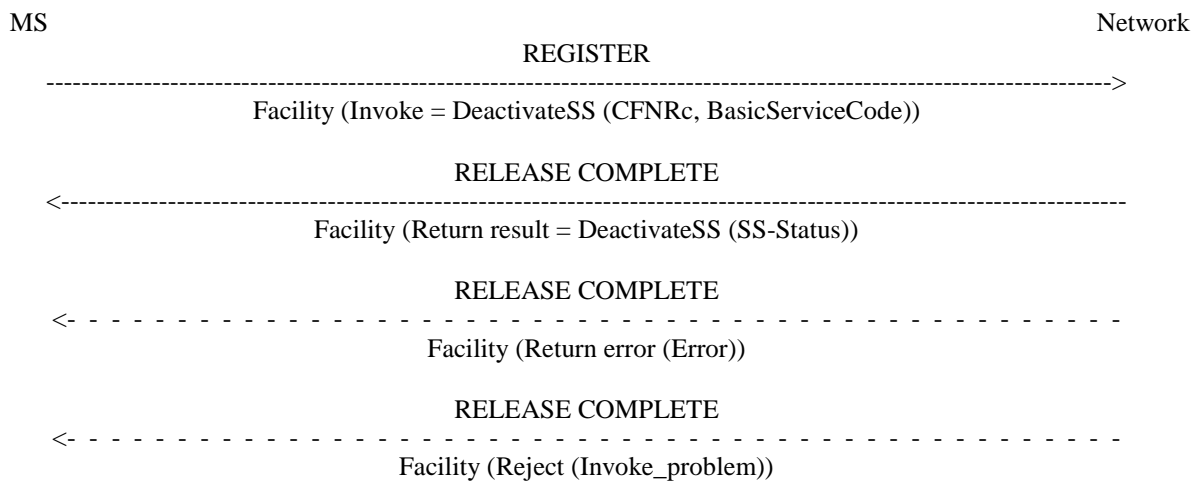 MS Network
REGISTER
Facility (Invoke = DeactivateSS (CFNRc, BasicServiceCode))
RELEASE COMPLETE
Facility (Return result = DeactivateSS (SS-Status))
RELEASE COMPLETE
Facility (Return error (Error))
RELEASE COMPLETE
Facility (Reject (Invoke_problem))